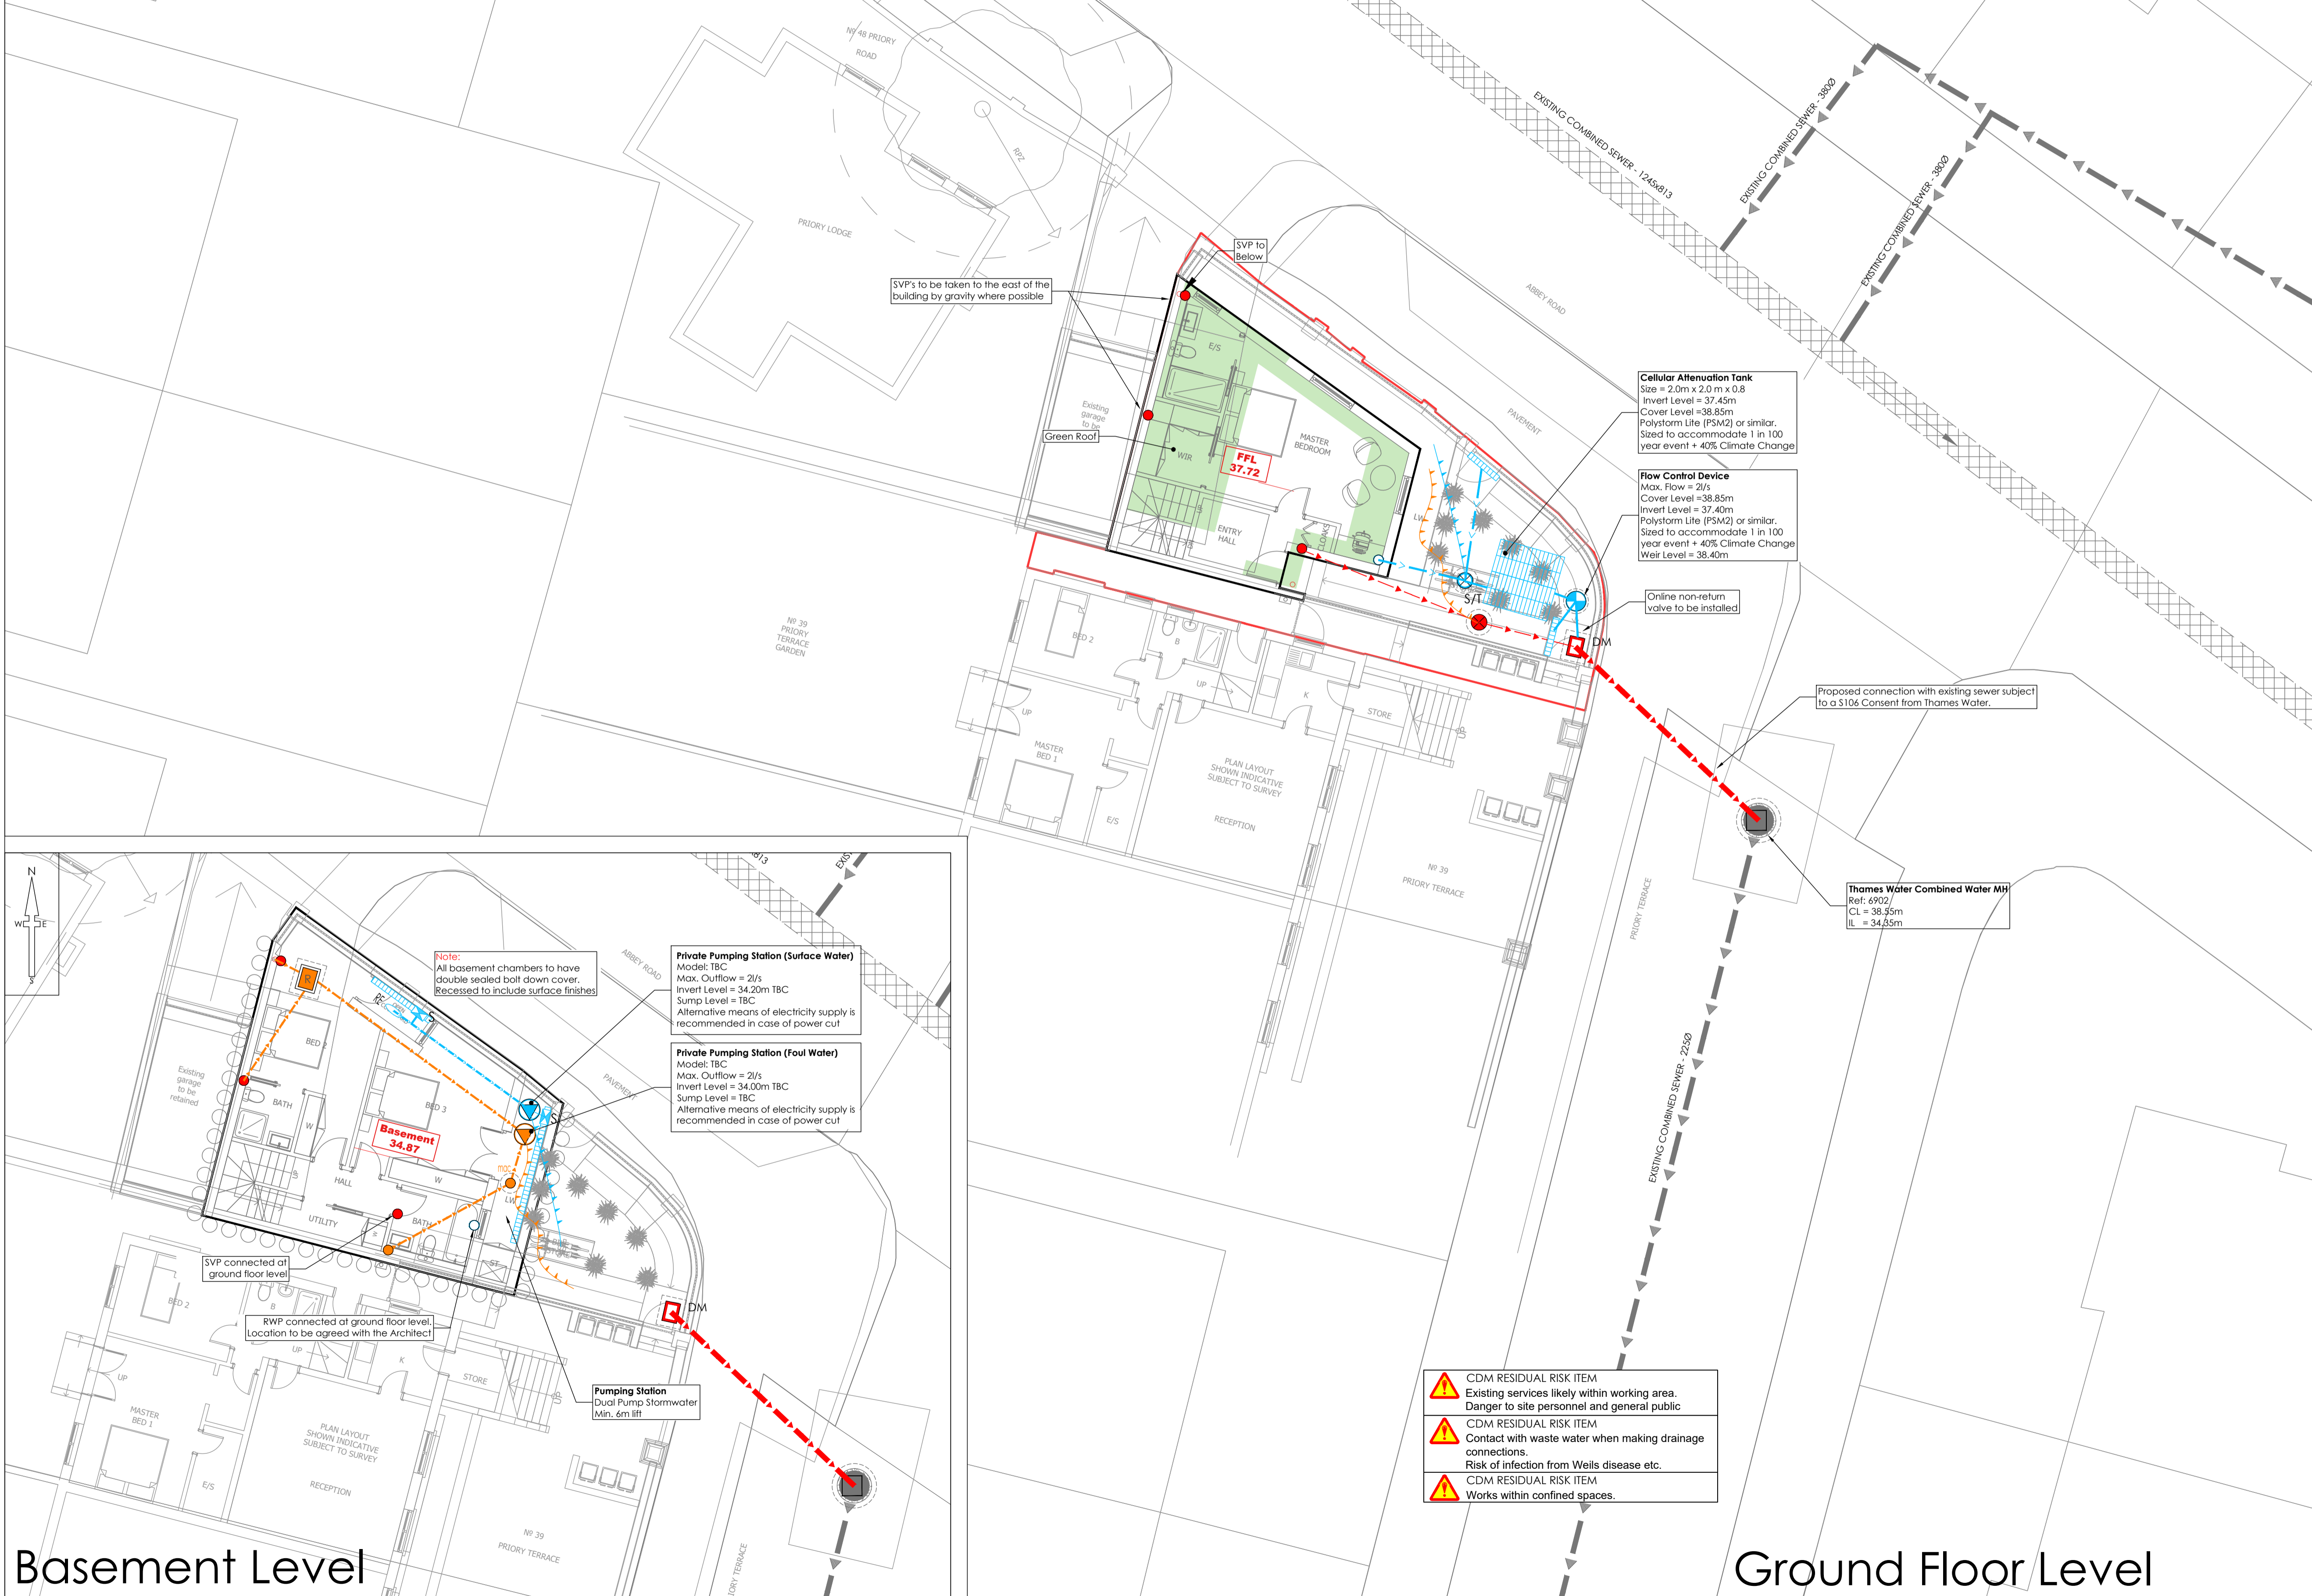 Nº 48 PRIORY
ROAD
RPZ
PRIORY LODGE
EXISTING COMBINED SEWER - 1245x813
EXISTING COMBINED SEWER - 380Ø
EXISTING COMBINED SEWER - 380Ø
SVP to
Below
SVP's to be taken to the east of the
building by gravity where possible
ABBEY ROAD
PAVEMENT
E/S
Existing
garage
to be
Green Roof
WIR
MASTER
BEDROOM
FFL
37.72
UP
ENTRY
HALL
CLOAKS
LW
S/T
DM
Cellular Attenuation Tank
Size = 2.0m x 2.0 m x 0.8
Invert Level = 37.45m
Cover Level =38.85m
Polystorm Lite (PSM2) or similar.
Sized to accommodate 1 in 100
year event + 40% Climate Change
Flow Control Device
Max. Flow = 2l/s
Cover Level =38.85m
Invert Level = 37.40m
Polystorm Lite (PSM2) or similar.
Sized to accommodate 1 in 100
year event + 40% Climate Change
Weir Level = 38.40m
Online non-return
valve to be installed
Proposed connection with existing sewer subject
to a S106 Consent from Thames Water.
Nº 39
PRIORY
TERRACE
GARDEN
BED 2
B
UP
K
STORE
UP
UP
MASTER
BED 1
E/S
PLAN LAYOUT
SHOWN INDICATIVE
SUBJECT TO SURVEY
RECEPTION
Nº 39
PRIORY TERRACE
PRIORY TERRACE
Thames Water Combined Water MH
Ref: 6902
CL = 38.55m
IL = 34.35m
EXISTING COMBINED SEWER - 225Ø
CDM RESIDUAL RISK ITEM
Existing services likely within working area.
Danger to site personnel and general public
CDM RESIDUAL RISK ITEM
Contact with waste water when making drainage
connections.
Risk of infection from Weils disease etc.
CDM RESIDUAL RISK ITEM
Works within confined spaces.
Ground Floor Level
N
W E
S
x813
EXIS
ABBEY ROAD
PAVEMENT
Note:
All basement chambers to have
double sealed bolt down cover.
Recessed to include surface finishes
Private Pumping Station (Surface Water)
Model: TBC
Max. Outflow = 2l/s
Invert Level = 34.20m TBC
Sump Level = TBC
Alternative means of electricity supply is
recommended in case of power cut
Private Pumping Station (Foul Water)
Model: TBC
Max. Outflow = 2l/s
Invert Level = 34.00m TBC
Sump Level = TBC
Alternative means of electricity supply is
recommended in case of power cut
R
RE
S
BED 2
Existing
garage
to be
retained
BATH
W
BED 3
Basement
34.87
S
LW
HALL
UP
W
UTILITY
BATH
ST
SVP connected at
ground floor level
RWP connected at ground floor level.
Location to be agreed with the Architect
DM
Pumping Station
Dual Pump Stormwater
Min. 6m lift
BED 2
B
UP
K
STORE
UP
UP
MASTER
BED 1
E/S
PLAN LAYOUT
SHOWN INDICATIVE
SUBJECT TO SURVEY
RECEPTION
Nº 39
PRIORY TERRACE
IORY TERRACE
Basement Level